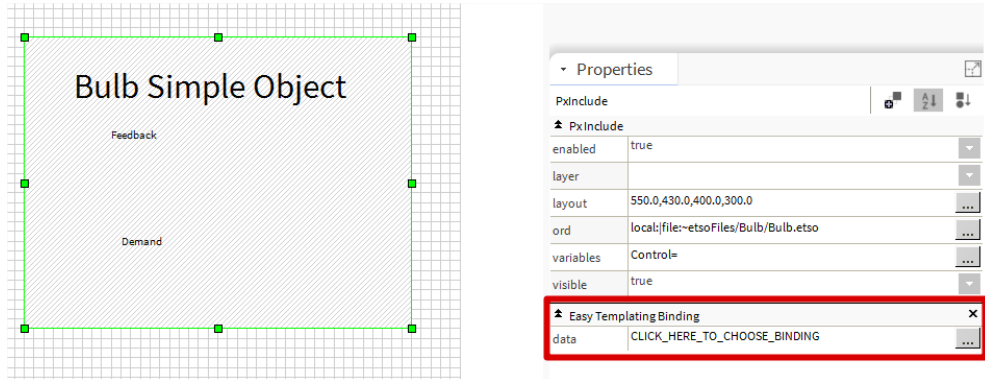 Bulb Simple Object
Feedback
Demand
Properties
PxInclude
PxInclude
enabled true
layer
layout 550.0,430.0,400.0,300.0 ...
ord local:|file:~etsoFiles/Bulb/Bulb.etso ...
variables Control= ...
visible true
Easy Templating Binding ×
data CLICK_HERE_TO_CHOOSE_BINDING ...